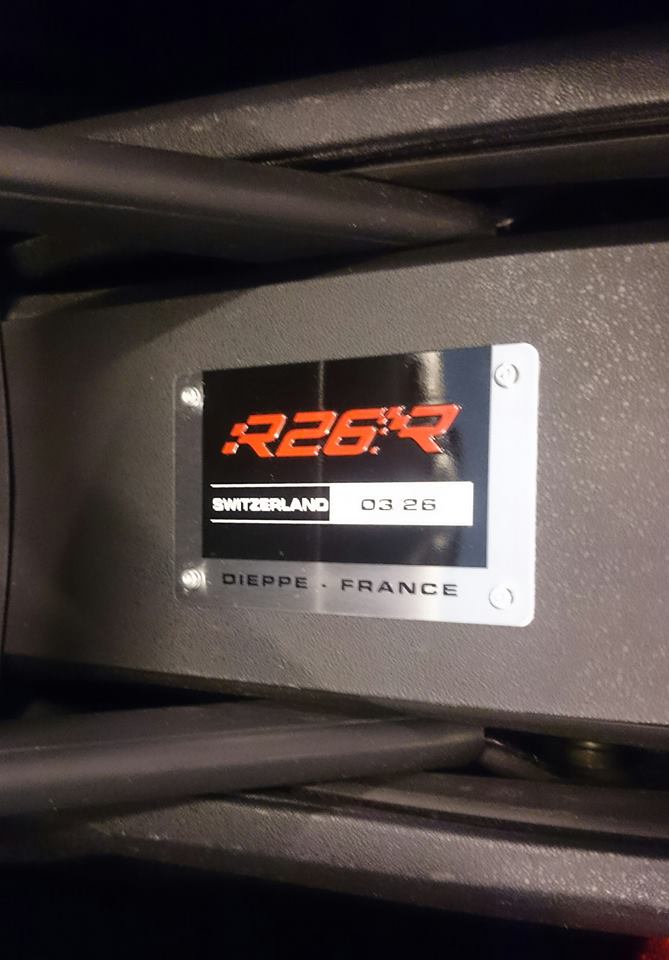 R26.R
SWITZERLAND 03 26
DIEPPE - FRANCE